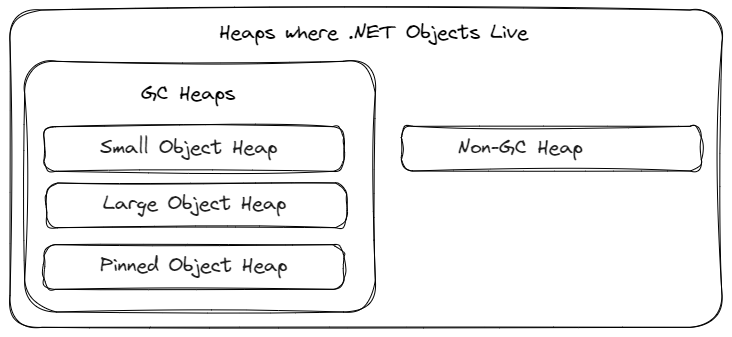 Heaps where .NET Objects Live
GC Heaps
Small Object Heap
Non-GC Heap
Large Object Heap
Pinned Object Heap